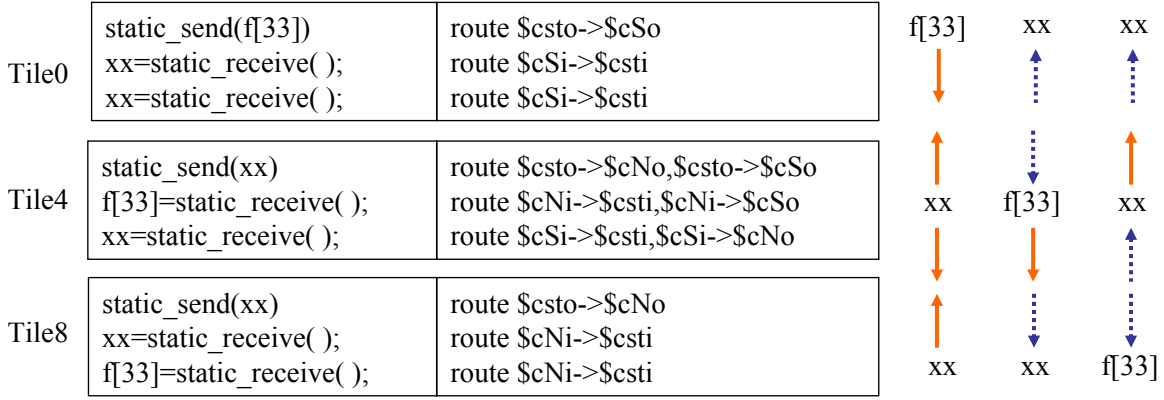 static_send(f[33]) route $csto->$cSo f[33] xx xx
Tile0 xx=static_receive( ); route $cSi->$csti
xx=static_receive( ); route $cSi->$csti
static_send(xx) route $csto->$cNo,$csto->$cSo
Tile4 f[33]=static_receive( ); route $cNi->$csti,$cNi->$cSo xx f[33] xx
xx=static_receive( ); route $cSi->$csti,$cSi->$cNo
static_send(xx) route $csto->$cNo
Tile8 xx=static_receive( ); route $cNi->$csti
f[33]=static_receive( ); route $cNi->$csti xx xx f[33]